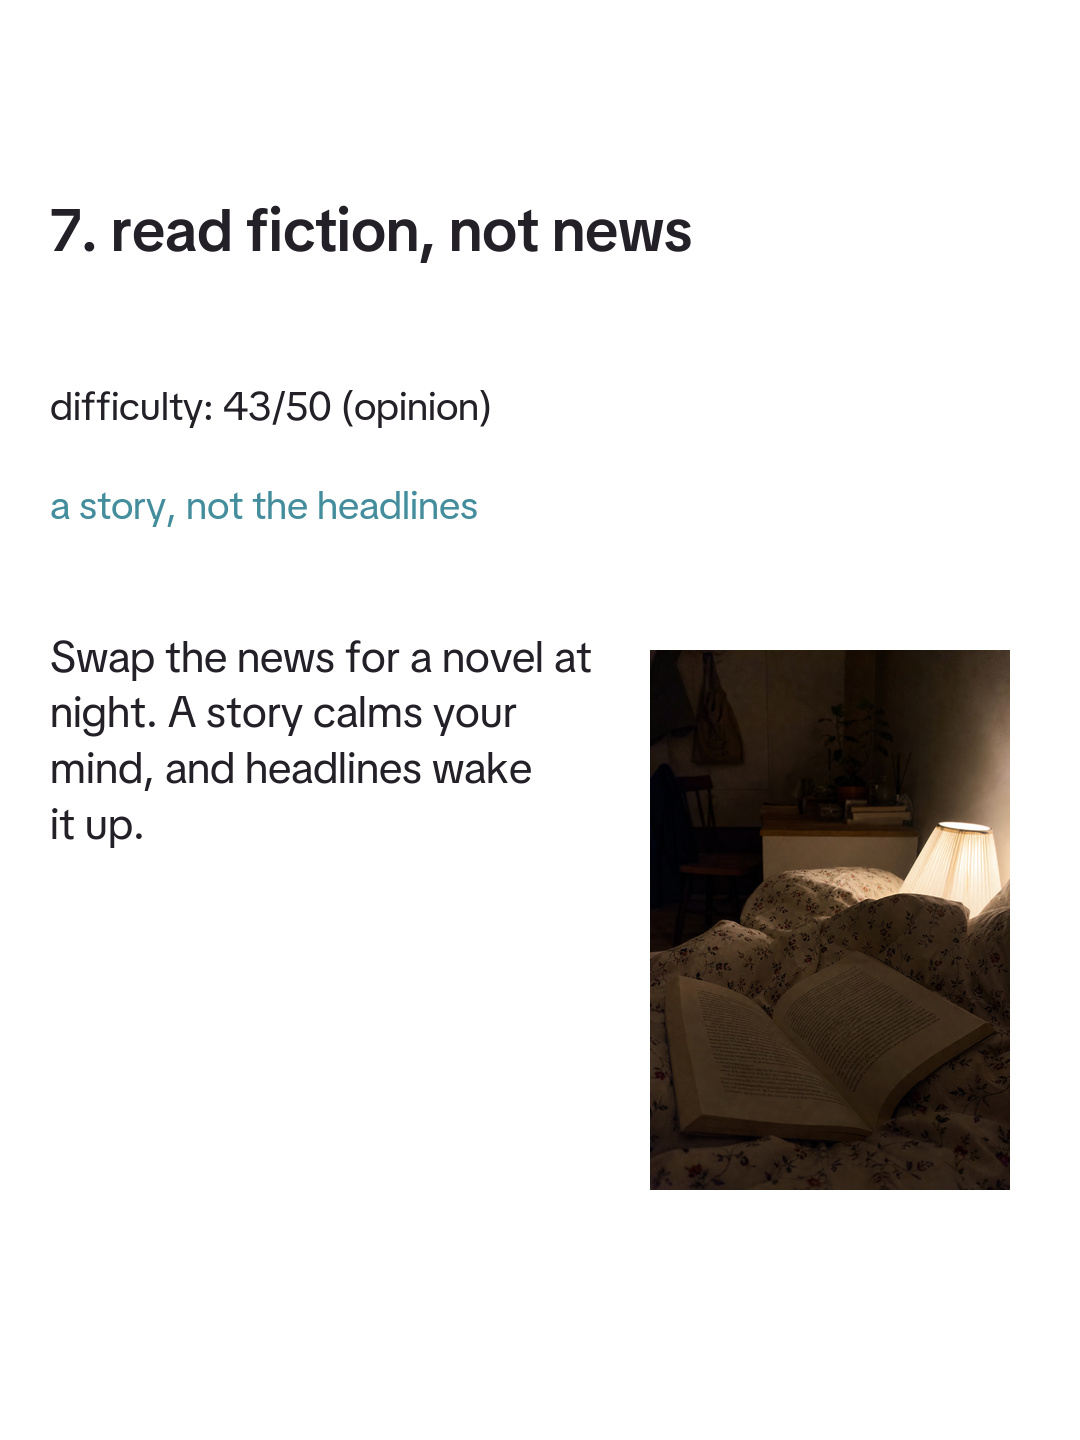 7. read fiction, not news
difficulty: 43/50 (opinion)
a story, not the headlines
Swap the news for a novel at
night. A story calms your
mind, and headlines wake
it up.